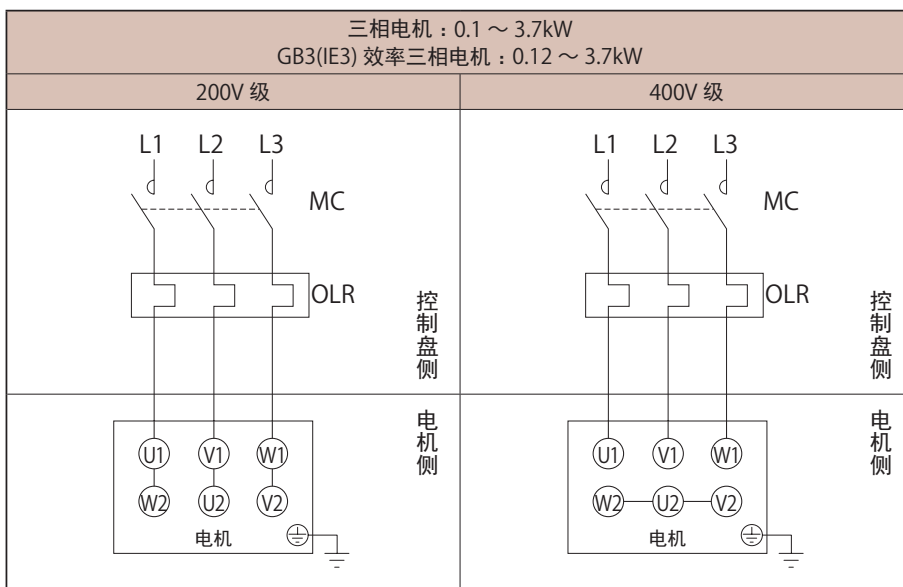 三相电机：0.1 ～ 3.7kW
GB3(IE3) 效率三相电机：0.12 ～ 3.7kW
200V 级
400V 级
L1 L2 L3
MC
OLR
控制盘侧
电机侧
U1 V1 W1
W2 U2 V2
电机
L1 L2 L3
MC
OLR
控制盘侧
电机侧
U1 V1 W1
W2 U2 V2
电机